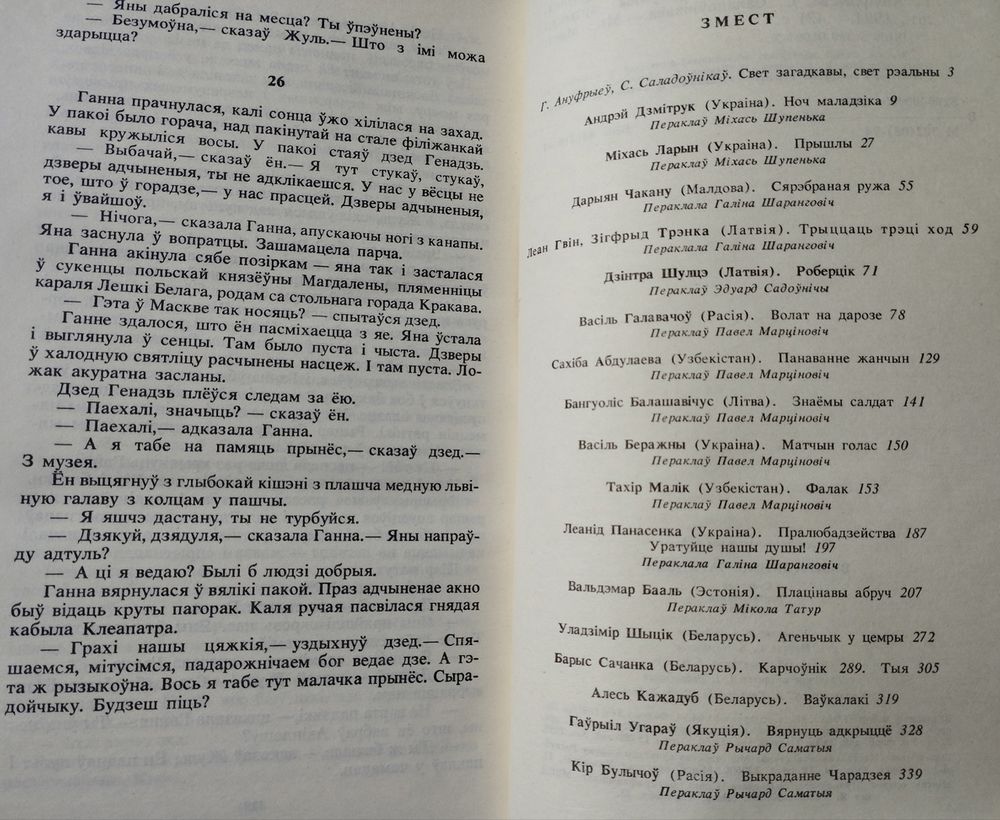 — Яны дабраліся на месца? Ты ўпэўнены?
— Безумоўна,— сказаў Жуль.— Што з імі можа
здарыцца?
26
Ганна прачнулася, калі сонца ўжо хілілася на захад.
У пакоі было горача, над пакінутай на стале філіжанкай
кавы кружыліся восы. У пакоі стаяў дзед Генадзь.
— Выбачай,— сказаў ён.— Я тут стукаў, стукаў,
дзверы адчыненыя, ты не адклікаешся. У нас у вёсцы не
тое, што ў горадзе,— у нас прасцей. Дзверы адчыненыя,
я і ўвайшоў.
— Нічога,— сказала Ганна, апускаючы ногі з канапы.
Яна заснула ў вопратцы. Зашамацела парча.
Ганна акінула сябе позіркам — яна так і засталася
ў сукенцы польскай князёўны Магдалены, пляменніцы
караля Лешкі Белага, родам са стольнага горада Кракава.
— Гэта ў Маскве так носяць? — спытаўся дзед.
Ганне здалося, што ён пасміхаецца з яе. Яна ўстала
і выглянула ў сенцы. Там было пуста і чыста. Дзверы
ў халодную святліцу расчынены насцеж. І там пуста. Ло-
жак акуратна засланы.
Дзед Генадзь плёўся следам за ёю.
— Паехалі, значыць? — сказаў ён.
— Паехалі,— адказала Ганна.
— А я табе на памяць прынёс,— сказаў дзед.—
З музея.
Ён выцягнуў з глыбокай кішэні з плашча медную льві-
ную галаву з колцам у пашчы.
— Я яшчэ дастану, ты не турбуйся.
— Дзякуй, дзядуля,— сказала Ганна.— Яны напраў-
ду адтуль?
— А ці я ведаю? Былі б людзі добрыя.
Ганна вярнулася ў вялікі пакой. Праз адчыненае акно
быў відаць круты пагорак. Каля ручая пасвілася гнядая
кабыла Клеапатра.
— Грахі нашы цяжкія,— уздыхнуў дзед.— Спя-
шаемся, мітусімся, падарожнічаем бог ведае дзе. А гэ-
та ж рызыкоўна. Вось я табе тут малачка прынёс. Сыра-
дойчыку. Будзеш піць?
ЗМЕСТ
Г. Ануфрыеў, С. Саладоўнікаў. Свет загадкавы, свет рэальны 3
Андрэй Дзмітрук (Украіна). Ноч маладзіка 9
Пераклаў Міхась Шупенька
Міхась Ларын (Украіна). Прышлы 27
Пераклаў Міхась Шупенька
Дарыян Чакану (Малдова). Сярэбраная ружа 55
Пераклала Галіна Шаранговіч
Леан Гвін, Зігфрыд Трэнка (Латвія). Трыццаць трэці ход 59
Пераклала Галіна Шаранговіч
Дзінтра Шулцэ (Латвія). Роберцік 71
Пераклаў Эдуард Садоўнічы
Васіль Галавачоў (Расія). Волат на дарозе 78
Пераклаў Павел Марціновіч
Сахіба Абдулаева (Узбекістан). Панаванне жанчын 129
Пераклаў Павел Марціновіч
Бангуоліс Балашавічус (Літва). Знаёмы салдат 141
Пераклаў Павел Марціновіч
Васіль Беражны (Украіна). Матчын голас 150
Пераклаў Павел Марціновіч
Тахір Малік (Узбекістан). Фалак 153
Пераклаў Павел Марціновіч
Леанід Панасенка (Украіна). Пралюбадзейства 187
Уратуйце нашы душы! 197
Пераклала Галіна Шаранговіч
Вальдэмар Бааль (Эстонія). Плацінавы абруч 207
Пераклаў Мікола Татур
Уладзімір Шыцік (Беларусь). Агеньчык у цемры 272
Барыс Сачанка (Беларусь). Карчоўнік 289. Тыя 305
Алесь Кажадуб (Беларусь). Ваўкалакі 319
Гаўрыіл Угараў (Якуція). Вярнуць адкрыццё 328
Пераклаў Рычард Саматыя
Кір Булычоў (Расія). Выкраданне Чарадзея 339
Пераклаў Рычард Саматыя